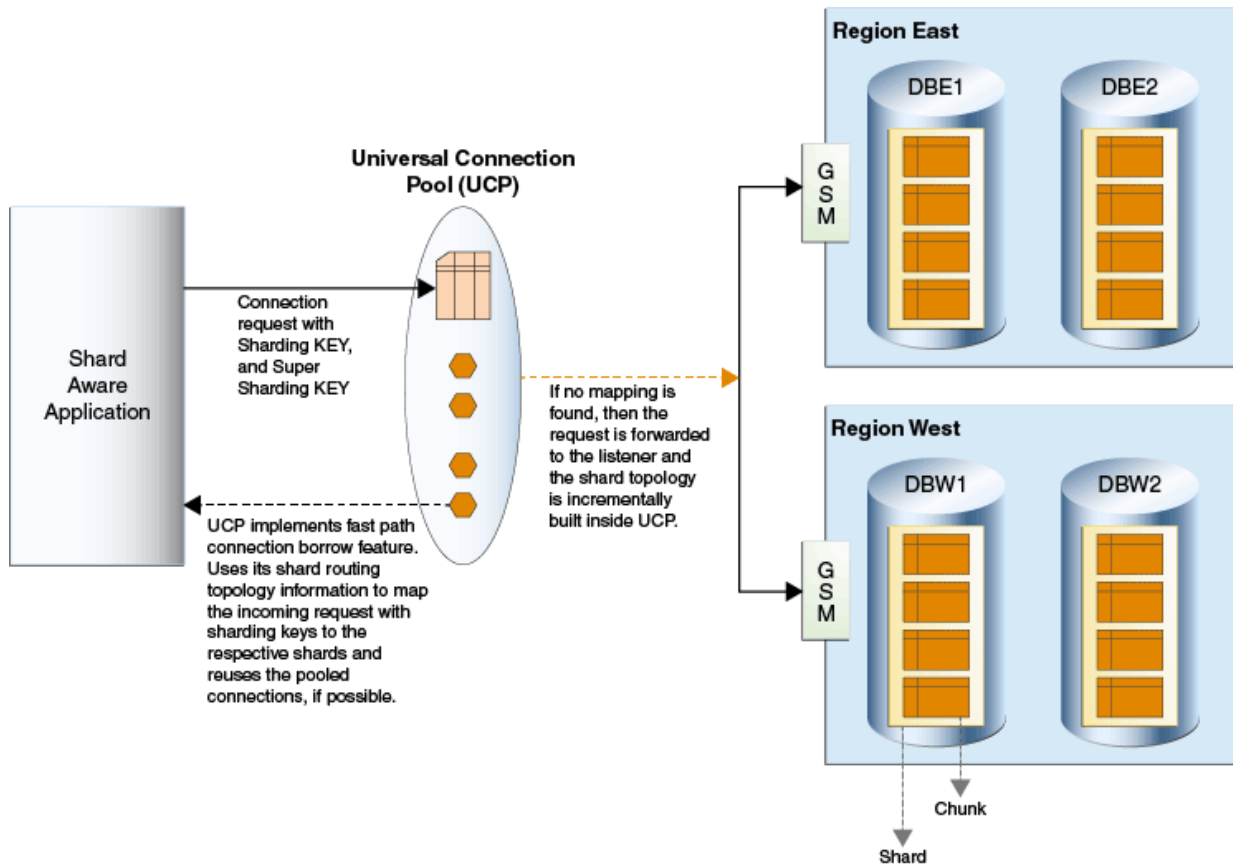 Shard
Aware
Application
Connection
request with
Sharding KEY,
and Super
Sharding KEY
UCP implements fast path
connection borrow feature.
Uses its shard routing
topology information to map
the incoming request with
sharding keys to the
respective shards and
reuses the pooled
connections, if possible.
Universal Connection
Pool (UCP)
If no mapping is
found, then the
request is forwarded
to the listener and
the shard topology
is incrementally
built inside UCP.
Region East
G
S
M
DBE1
DBE2
Region West
G
S
M
DBW1
DBW2
Chunk
Shard